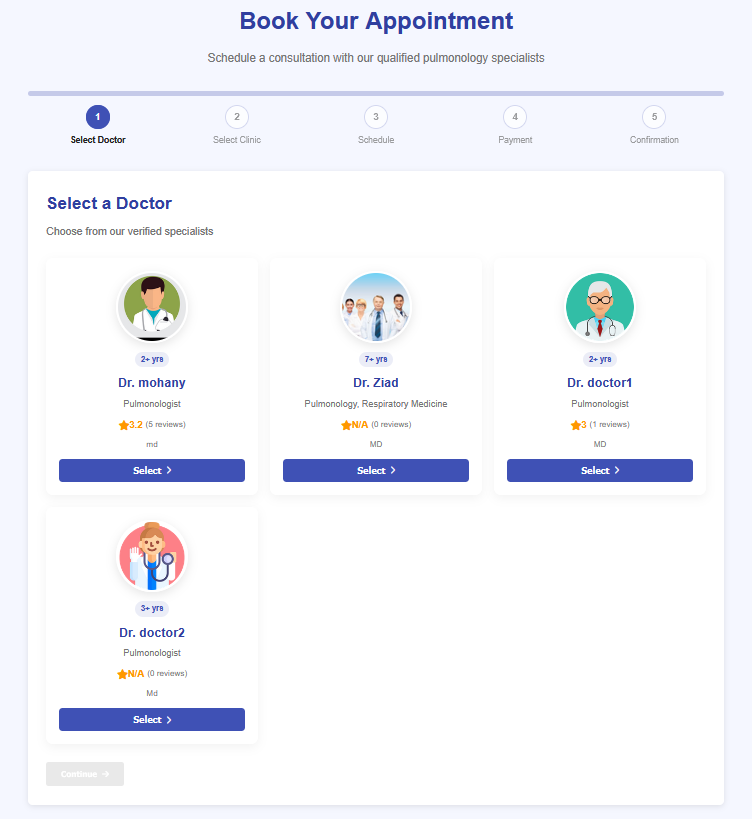 Book Your Appointment
Schedule a consultation with our qualified pulmonology specialists
1 2 3 4 5
Select Doctor Select Clinic Schedule Payment Confirmation
Select a Doctor
Choose from our verified specialists
2+ yrs
Dr. mohany
Pulmonologist
3.2 (5 reviews)
md
Select
7+ yrs
Dr. Ziad
Pulmonology, Respiratory Medicine
N/A (0 reviews)
MD
Select
2+ yrs
Dr. doctor1
Pulmonologist
3 (1 reviews)
MD
Select
3+ yrs
Dr. doctor2
Pulmonologist
N/A (0 reviews)
Md
Select
Continue